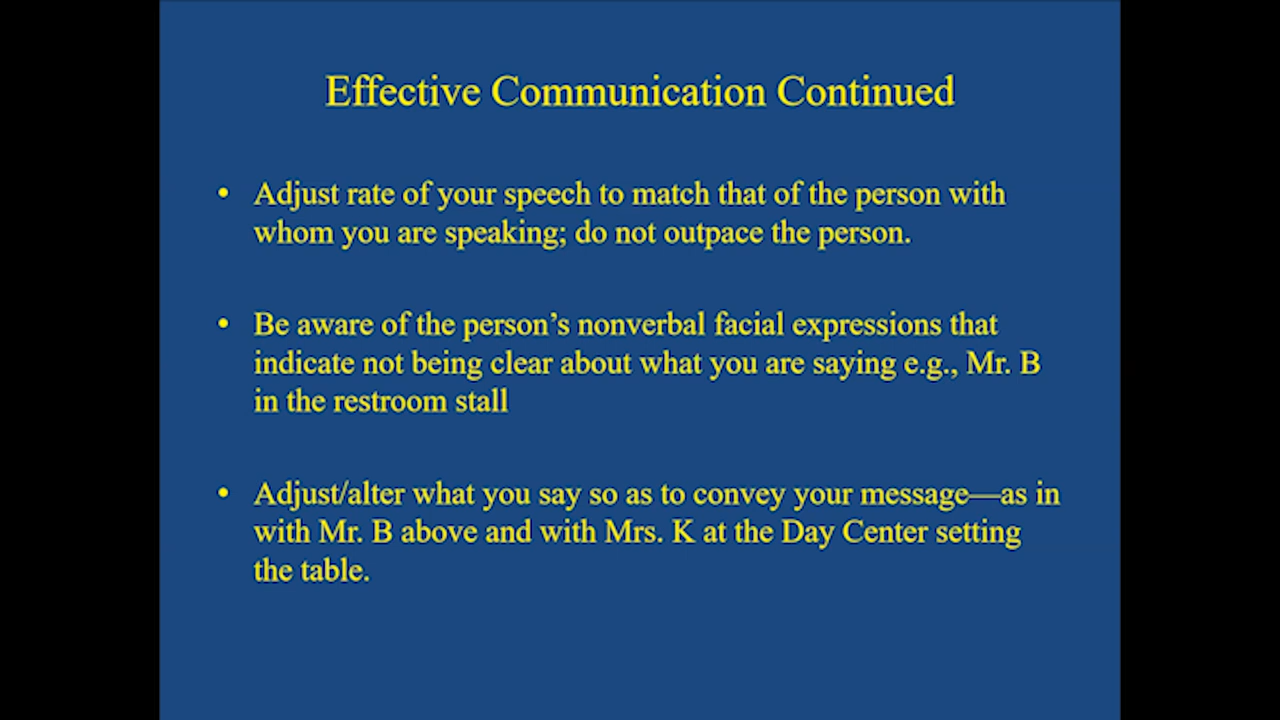 Effective Communication Continued
• Adjust rate of your speech to match that of the person with
whom you are speaking; do not outpace the person.
• Be aware of the person’s nonverbal facial expressions that
indicate not being clear about what you are saying e.g., Mr. B
in the restroom stall
• Adjust/alter what you say so as to convey your message—as in
with Mr. B above and with Mrs. K at the Day Center setting
the table.